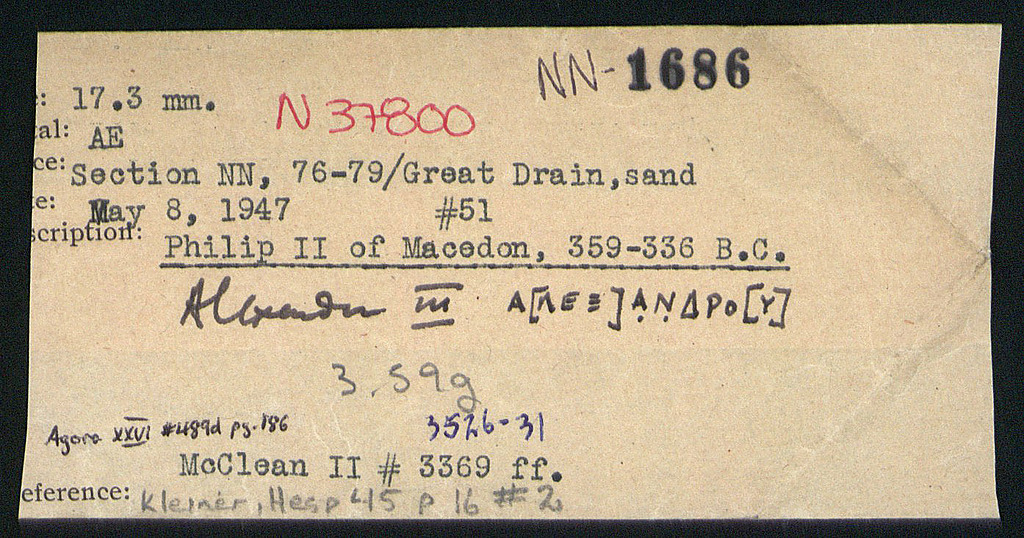 NN-1686
: 17.3 mm.
N 37800
al: AE
ce: Section NN, 76-79/Great Drain,sand
e: May 8, 1947 #51
scription: Philip II of Macedon, 359-336 B.C.
Alexander III Α[ΛΕΞ]ẠṆΔΡΟ[Υ]
3.59g
Agora XXVI #489d pg.186 3526-31
McClean II # 3369 ff.
eference: Kleiner, Hesp 45 p 16 # 2